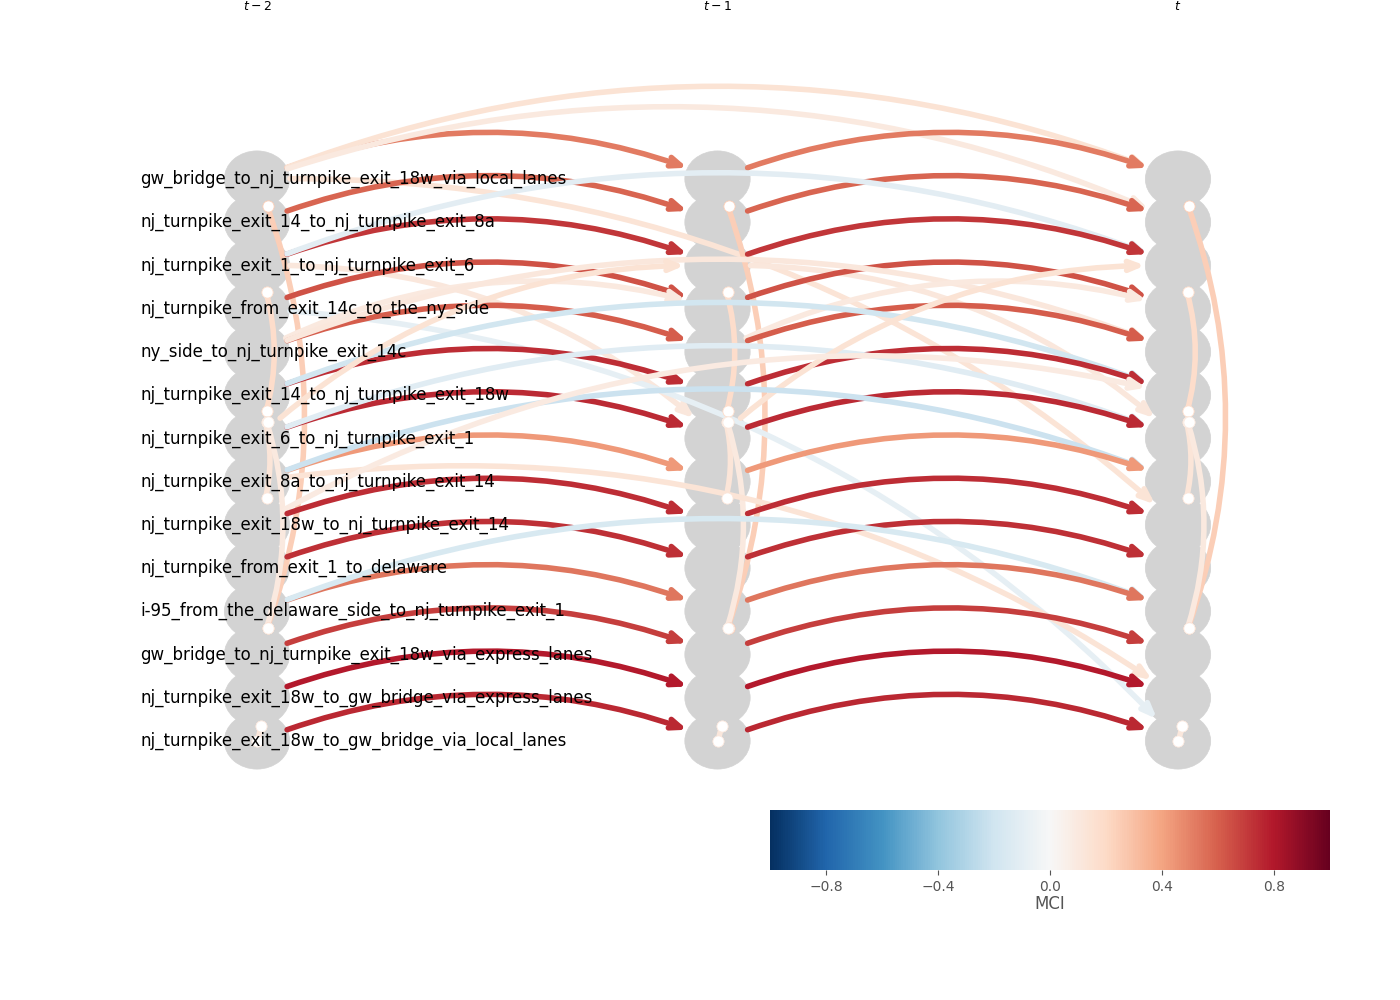 t − 2 t − 1 t
gw_bridge_to_nj_turnpike_exit_18w_via_local_lanes
nj_turnpike_exit_14_to_nj_turnpike_exit_8a
nj_turnpike_exit_1_to_nj_turnpike_exit_6
nj_turnpike_from_exit_14c_to_the_ny_side
ny_side_to_nj_turnpike_exit_14c
nj_turnpike_exit_14_to_nj_turnpike_exit_18w
nj_turnpike_exit_6_to_nj_turnpike_exit_1
nj_turnpike_exit_8a_to_nj_turnpike_exit_14
nj_turnpike_exit_18w_to_nj_turnpike_exit_14
nj_turnpike_from_exit_1_to_delaware
i-95_from_the_delaware_side_to_nj_turnpike_exit_1
gw_bridge_to_nj_turnpike_exit_18w_via_express_lanes
nj_turnpike_exit_18w_to_gw_bridge_via_express_lanes
nj_turnpike_exit_18w_to_gw_bridge_via_local_lanes
−0.8 −0.4 0.0 0.4 0.8
MCI